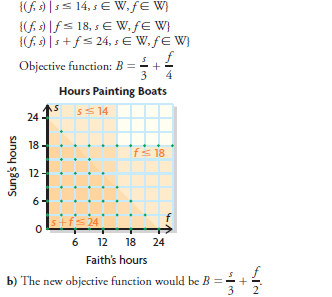 {(f, s) | s ≤ 14, s ∈ W, f ∈ W}
{(f, s) | f ≤ 18, s ∈ W, f ∈ W}
{(f, s) | s + f ≤ 24, s ∈ W, f ∈ W}
Objective function: B = s/3 + f/4
Hours Painting Boats
s
s ≤ 14
24
18
f ≤ 18
12
Sung's hours
6
s + f ≤ 24
f
0
6 12 18 24
Faith's hours
b) The new objective function would be B = s/3 + f/2.